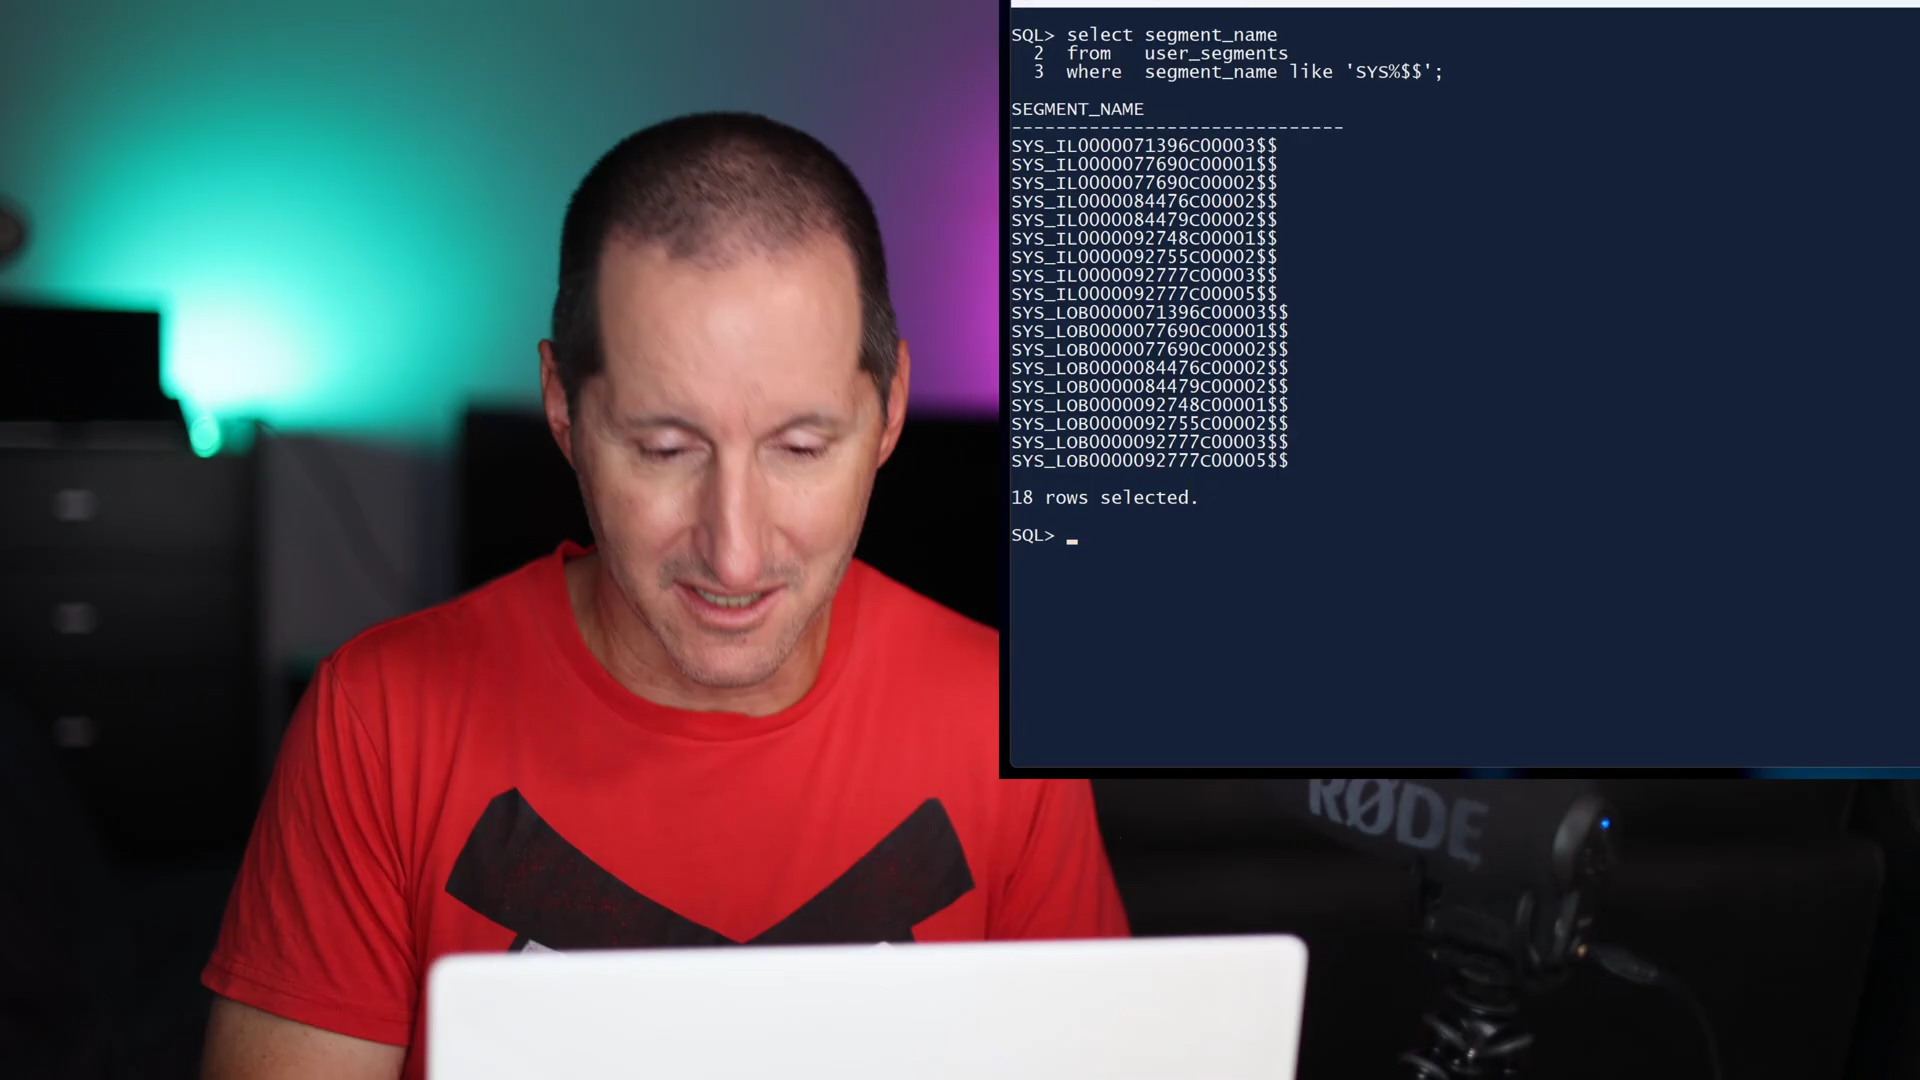 SQL> select segment_name
2 from user_segments
3 where segment_name like 'SYS%$$';
SEGMENT_NAME
------------------------------
SYS_IL0000071396C00003$$
SYS_IL0000077690C00001$$
SYS_IL0000077690C00002$$
SYS_IL0000084476C00002$$
SYS_IL0000084479C00002$$
SYS_IL0000092748C00001$$
SYS_IL0000092755C00002$$
SYS_IL0000092777C00003$$
SYS_IL0000092777C00005$$
SYS_LOB0000071396C00003$$
SYS_LOB0000077690C00001$$
SYS_LOB0000077690C00002$$
SYS_LOB0000084476C00002$$
SYS_LOB0000084479C00002$$
SYS_LOB0000092748C00001$$
SYS_LOB0000092755C00002$$
SYS_LOB0000092777C00003$$
SYS_LOB0000092777C00005$$
18 rows selected.
SQL> _
RØDE